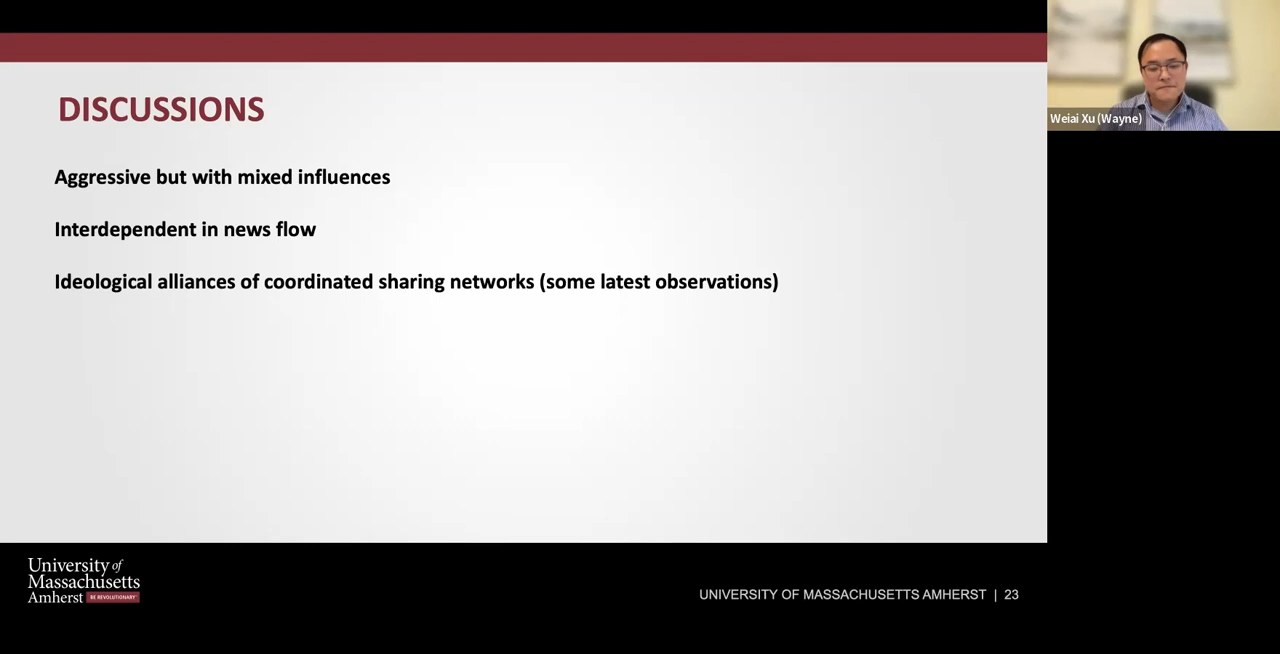 DISCUSSIONS
Aggressive but with mixed influences
Interdependent in news flow
Ideological alliances of coordinated sharing networks (some latest observations)
Weiai Xu (Wayne)
University of
Massachusetts
Amherst BE REVOLUTIONARY
UNIVERSITY OF MASSACHUSETTS AMHERST | 23